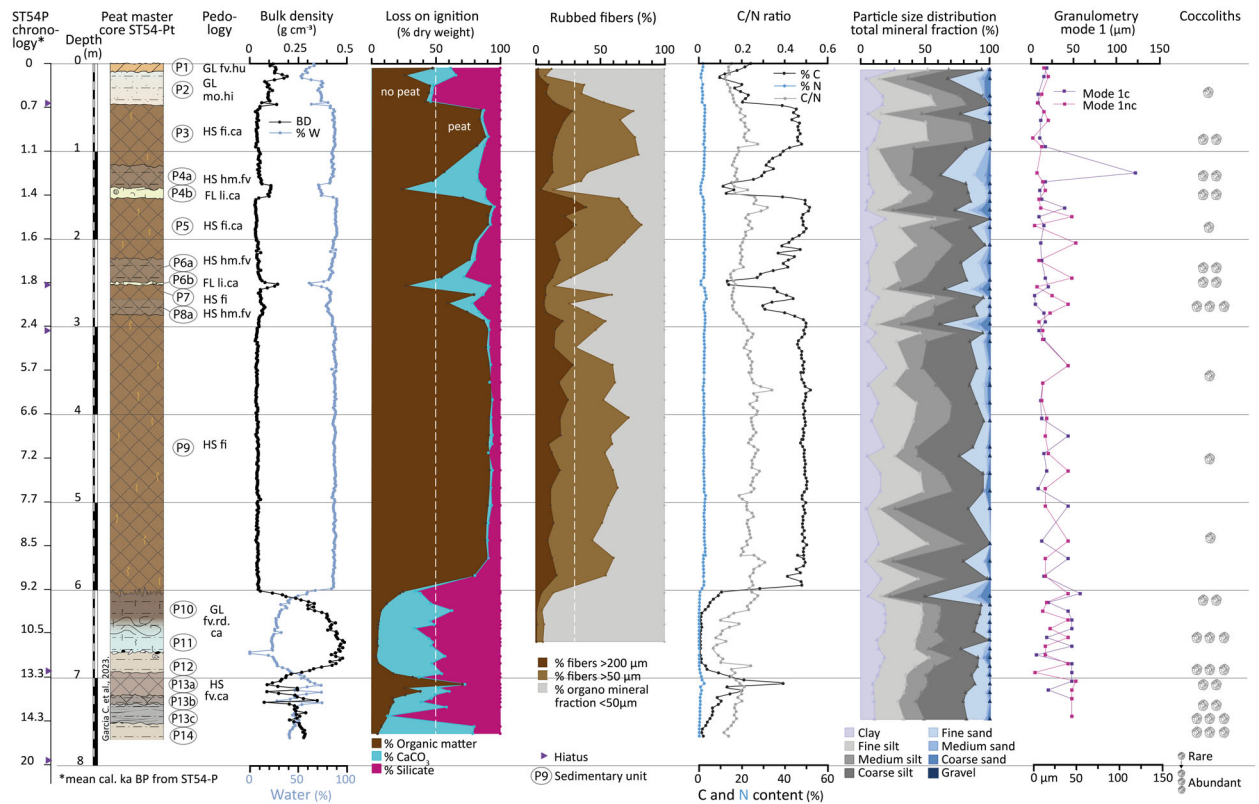 ST54P
chrono-
logy*
Depth
(m)
Peat master
core ST54-Pt
Pedo-
logy
Bulk density
(g cm⁻³)
0 0.25 0.5
Loss on ignition
(% dry weight)
0 50 100
Rubbed fibers (%)
0 50 100
C/N ratio
0 20 40 60
Particle size distribution
total mineral fraction (%)
0 50 100
Granulometry
mode 1 (µm)
0 50 100 150
Coccoliths
0
0.7
1.1
1.4
1.6
1.8
2.4
5.7
6.6
7.2
7.7
8.5
9.2
10.5
13.3
14.3
20
0
1
2
3
4
5
6
7
8
P1
P2
P3
P4a
P4b
P5
P6a
P6b
P7
P8a
P9
P10
P11
P12
P13a
P13b
P13c
P14
GL fv.hu
GL
mo.hi
HS fi.ca
HS hm.fv
FL li.ca
HS fi.ca
HS hm.fv
FL li.ca
HS fi
HS hm.fv
HS fi
GL
fv.rd.
ca
HS
fv.ca
BD
% W
no peat
peat
% C
% N
C/N
Mode 1c
Mode 1nc
Garcia C. et al., 2023.
% fibers >200 µm
% fibers >50 µm
% organo mineral
fraction <50µm
% Organic matter
% CaCO₃
% Silicate
Hiatus
P9 Sedimentary unit
Clay
Fine silt
Medium silt
Coarse silt
Fine sand
Medium sand
Coarse sand
Gravel
Rare
Abundant
*mean cal. ka BP from ST54-P
0 50 100
Water (%)
0 0.2 0.4 0.6
C and N content (%)
0 µm 50 100 150